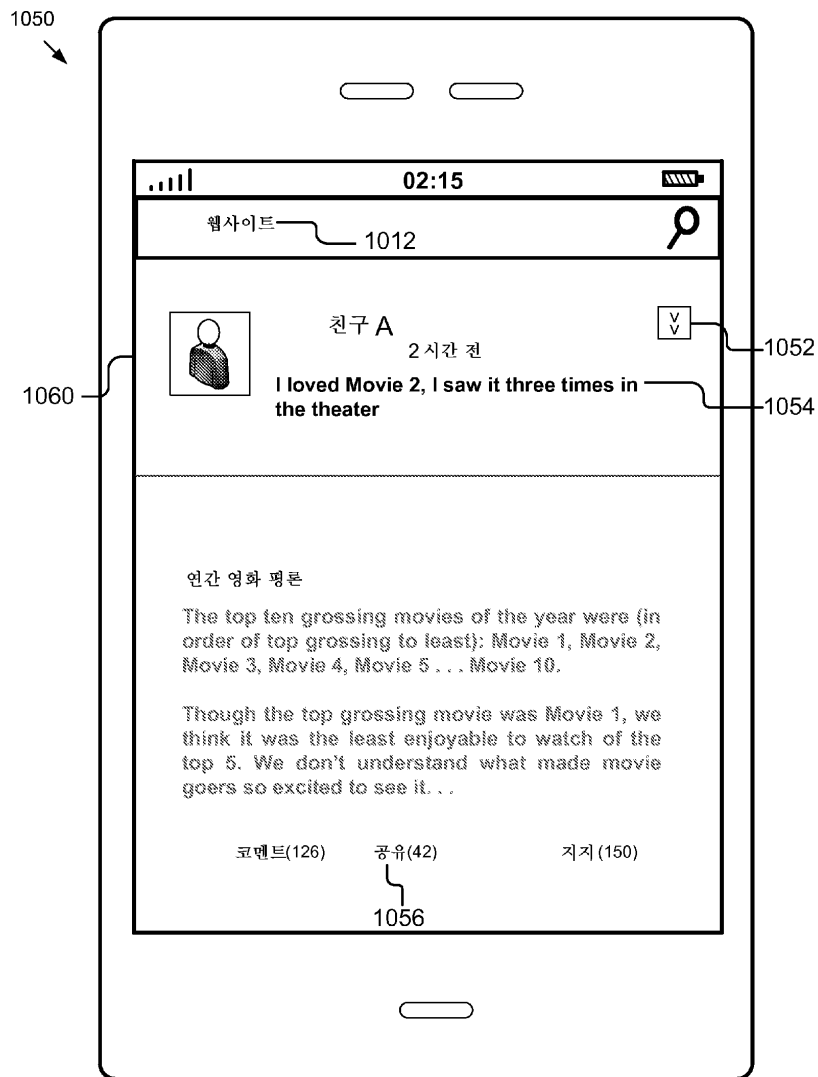 1050
02:15
웹사이트
1012
친구 A
2시간 전
1052
I loved Movie 2, I saw it three times in
the theater
1054
1060
연간 영화 평론
The top ten grossing movies of the year were (in
order of top grossing to least): Movie 1, Movie 2,
Movie 3, Movie 4, Movie 5 . . . Movie 10.
Though the top grossing movie was Movie 1, we
think it was the least enjoyable to watch of the
top 5. We don't understand what made movie
goers so excited to see it. . .
코멘트(126) 공유(42) 지지(150)
1056